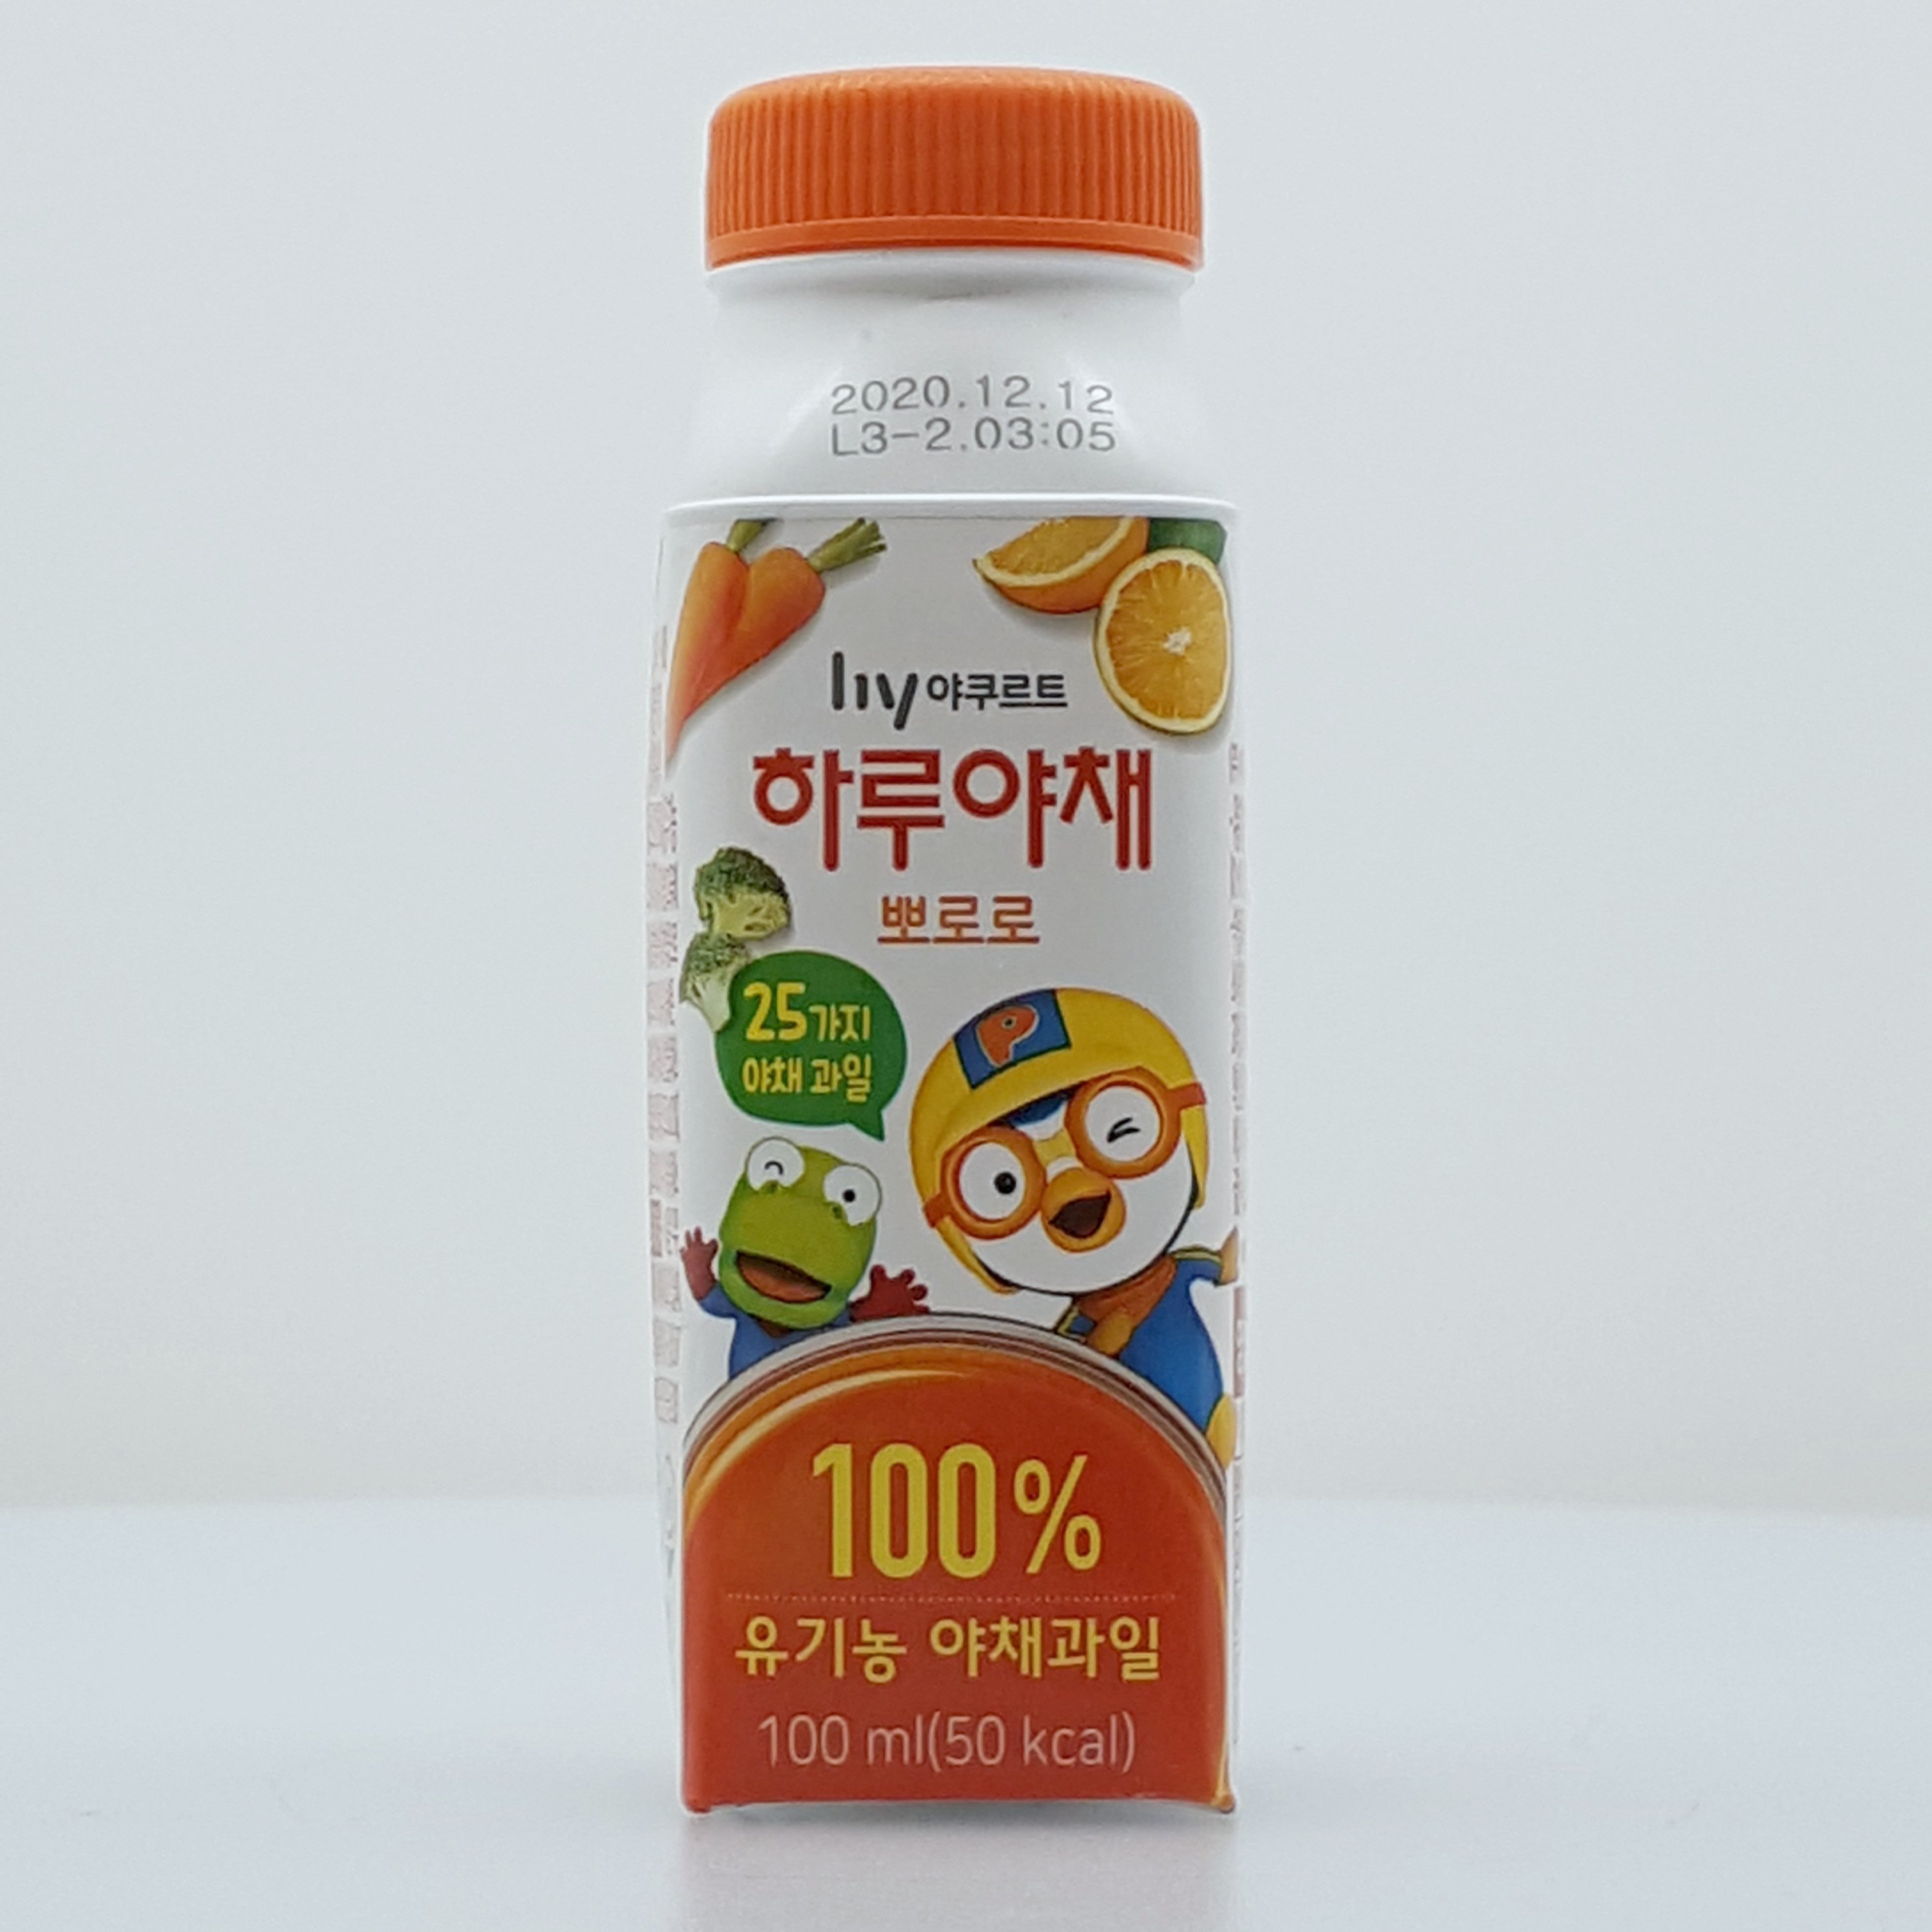 2020.12.12
L3-2.03:05
hy야쿠르트
하루야채
뽀로로
25가지
야채 과일
P
100%
유기농 야채과일
100 ml(50 kcal)